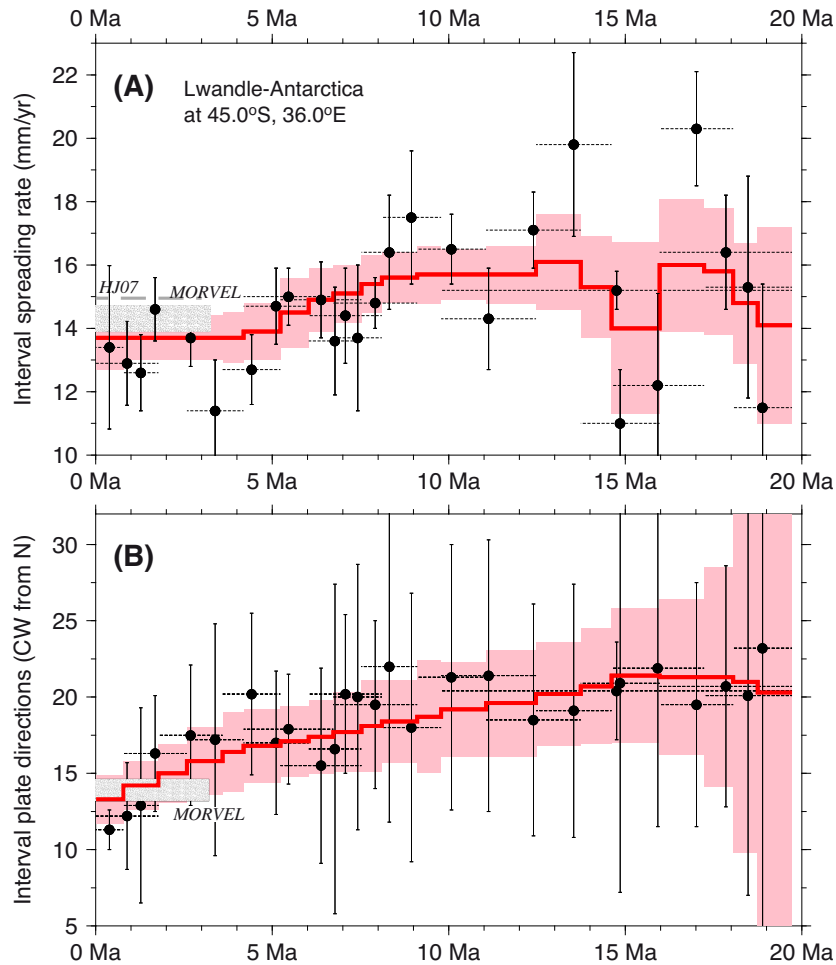 0 Ma 5 Ma 10 Ma 15 Ma 20 Ma
(A) Lwandle-Antarctica
at 45.0°S, 36.0°E
Interval spreading rate (mm/yr)
22
20
18
16
14
12
10
HJ07 MORVEL
0 Ma 5 Ma 10 Ma 15 Ma 20 Ma
(B)
Interval plate directions (CW from N)
30
25
20
15
10
5
MORVEL
0 Ma 5 Ma 10 Ma 15 Ma 20 Ma